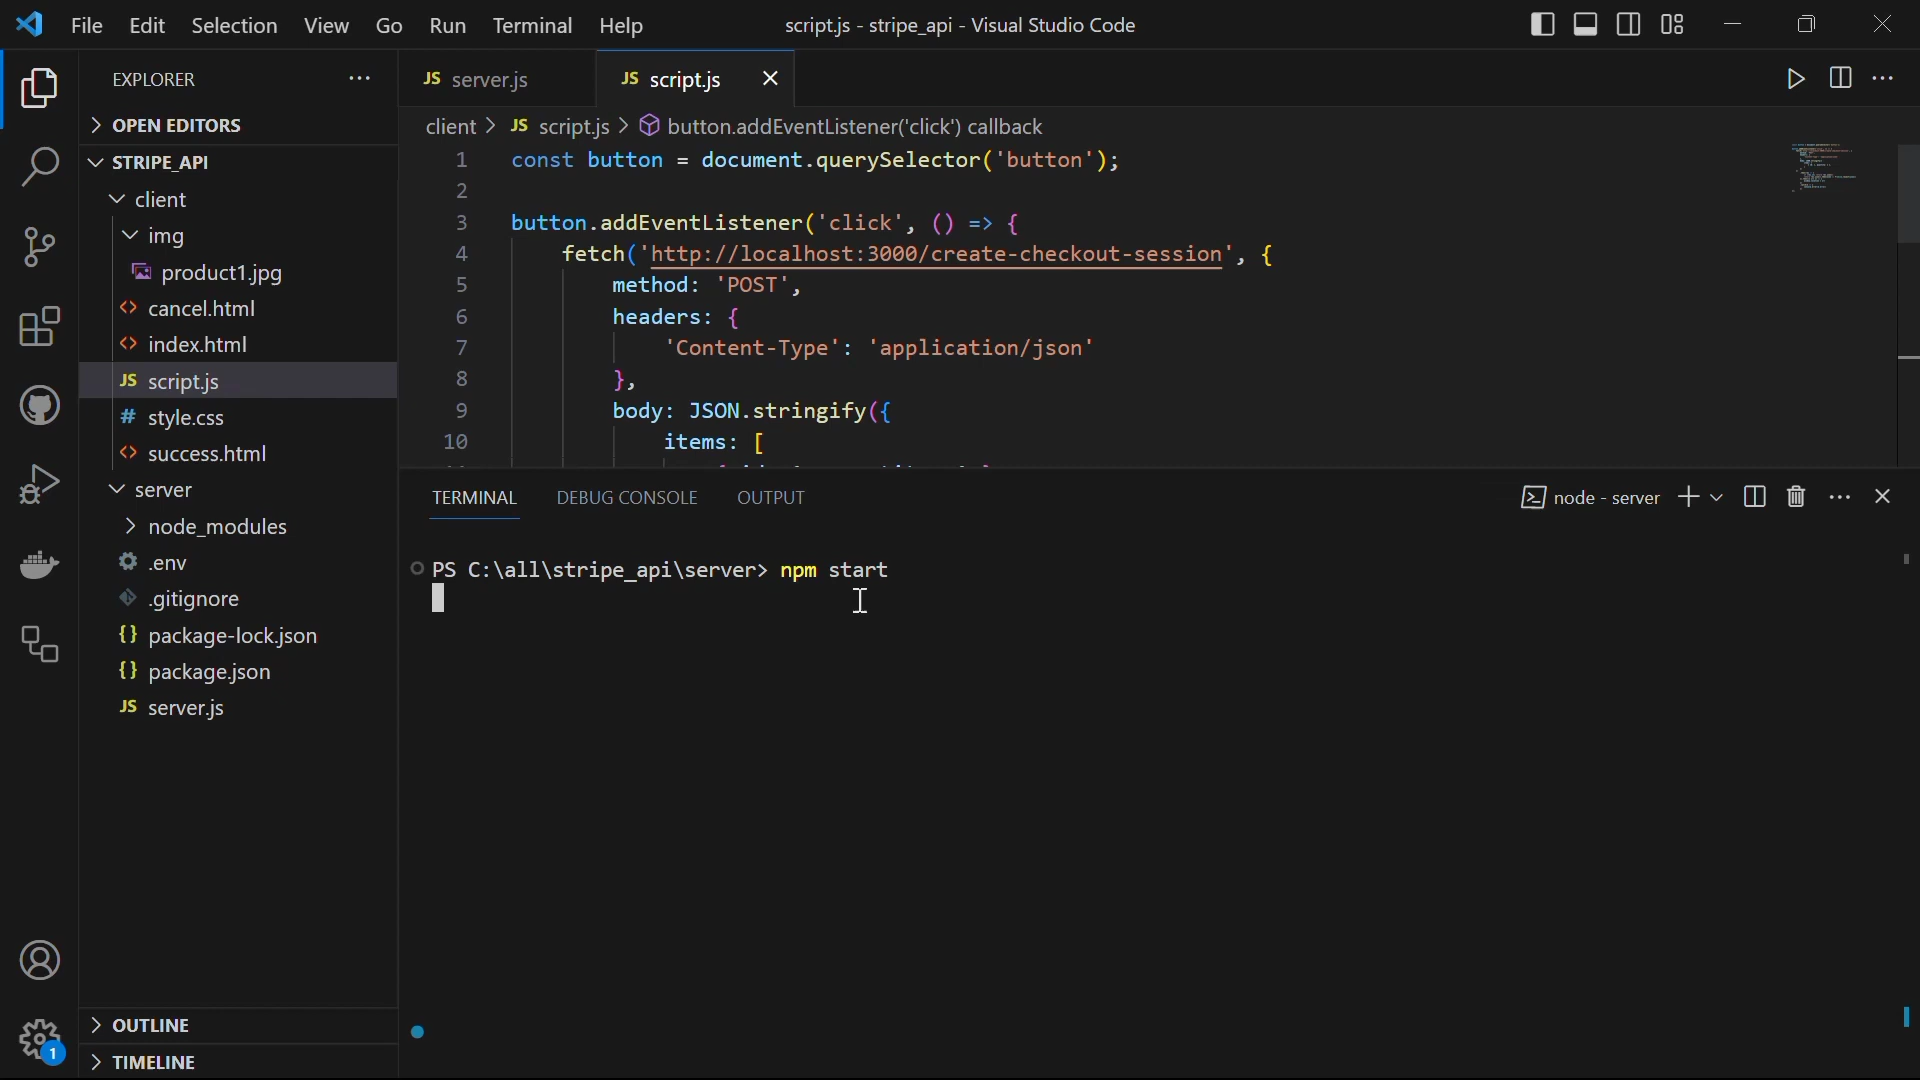 File Edit Selection View Go Run Terminal Help
script.js - stripe_api - Visual Studio Code
EXPLORER
OPEN EDITORS
STRIPE_API
client
img
product1.jpg
cancel.html
index.html
JS script.js
# style.css
success.html
server
node_modules
.env
.gitignore
{} package-lock.json
{} package.json
JS server.js
OUTLINE
TIMELINE
1
JS server.js
JS script.js
client > JS script.js > button.addEventListener('click') callback
1 const button = document.querySelector('button');
2
3 button.addEventListener('click', () => {
4 fetch('http://localhost:3000/create-checkout-session', {
5 method: 'POST',
6 headers: {
7 'Content-Type': 'application/json'
8 },
9 body: JSON.stringify({
10 items: [
TERMINAL DEBUG CONSOLE OUTPUT
node - server
PS C:\all\stripe_api\server> npm start